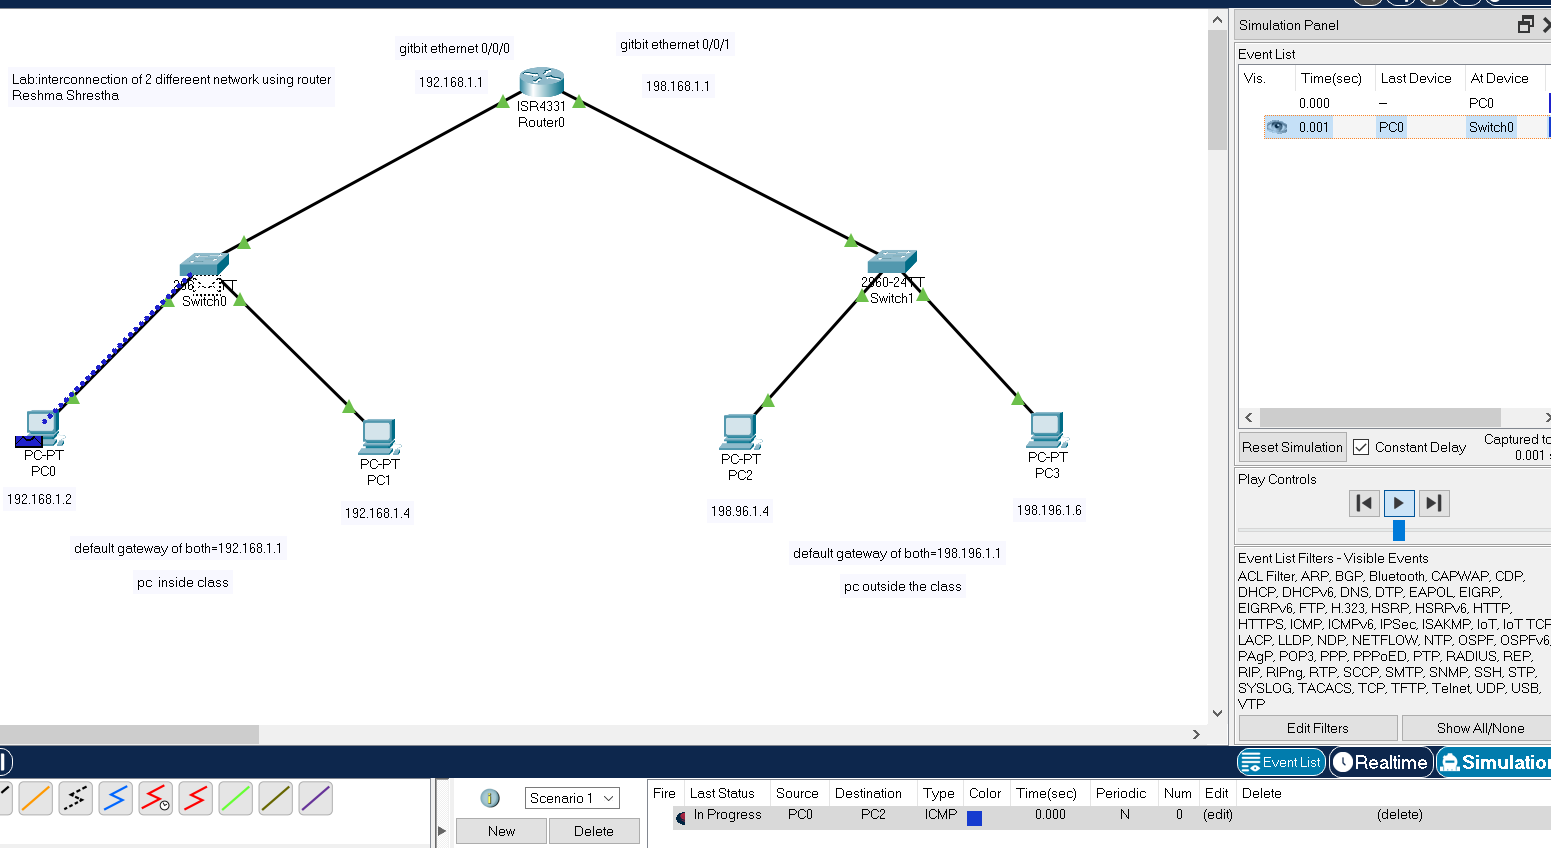 Lab:interconnection of 2 differeent network using router
Reshma Shrestha
gitbit ethernet 0/0/0
192.168.1.1
gitbit ethernet 0/0/1
198.168.1.1
ISR4331
Router0
Switch0
2960-24TT
Switch1
PC-PT
PC0
192.168.1.2
PC-PT
PC1
192.168.1.4
default gateway of both=192.168.1.1
pc inside class
PC-PT
PC2
198.96.1.4
PC-PT
PC3
198.196.1.6
default gateway of both=198.196.1.1
pc outside the class
Simulation Panel
Event List
Vis. Time(sec) Last Device At Device
0.000 -- PC0
0.001 PC0 Switch0
Reset Simulation Constant Delay Captured to
0.001
Play Controls
Event List Filters - Visible Events
ACL Filter, ARP, BGP, Bluetooth, CAPWAP, CDP,
DHCP, DHCPv6, DNS, DTP, EAPOL, EIGRP,
EIGRPv6, FTP, H.323, HSRP, HSRPv6, HTTP,
HTTPS, ICMP, ICMPv6, IPSec, ISAKMP, IoT, IoT TCP
LACP, LLDP, NDP, NETFLOW, NTP, OSPF, OSPFv6,
PAgP, POP3, PPP, PPPoED, PTP, RADIUS, REP,
RIP, RIPng, RTP, SCCP, SMTP, SNMP, SSH, STP,
SYSLOG, TACACS, TCP, TFTP, Telnet, UDP, USB,
VTP
Edit Filters Show All/None
Event List Realtime Simulation
Scenario 1
New Delete
Fire Last Status Source Destination Type Color Time(sec) Periodic Num Edit Delete
In Progress PC0 PC2 ICMP 0.000 N 0 (edit) (delete)